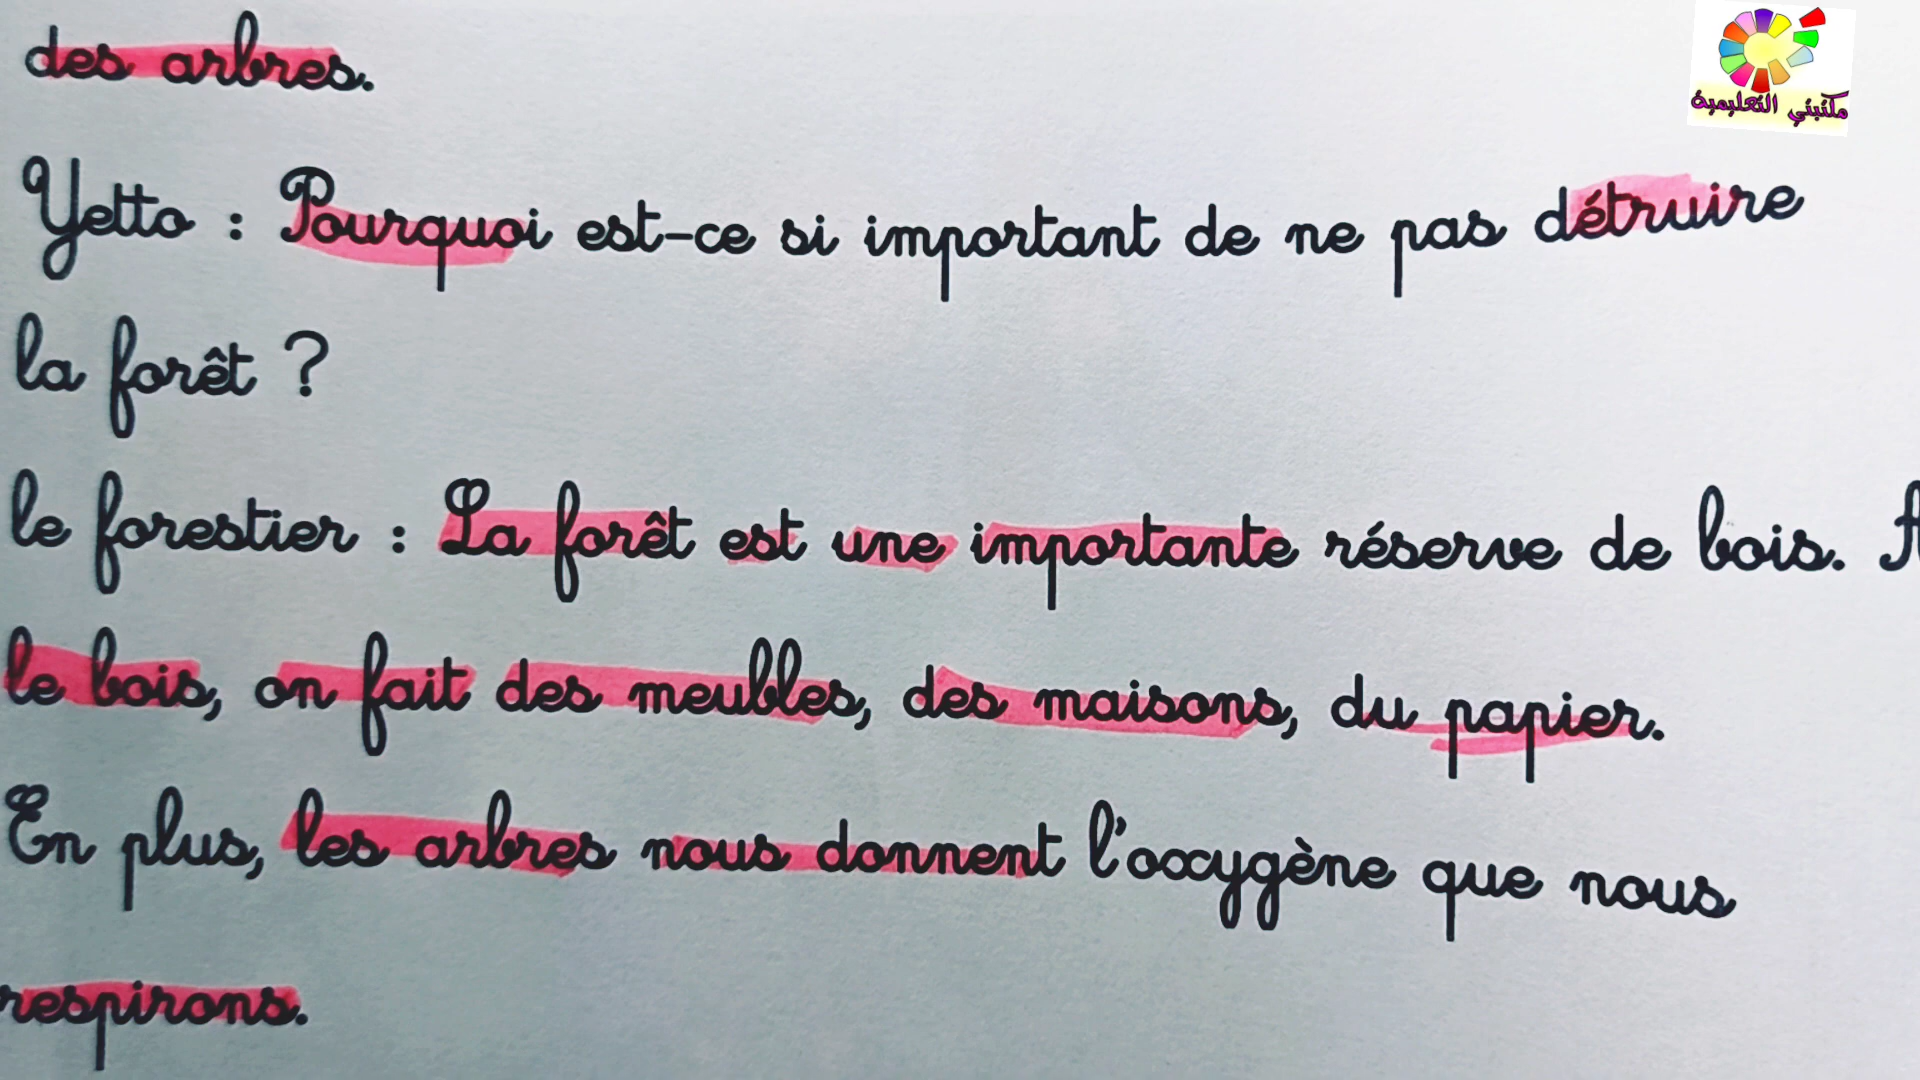 des arbres.
مكتبتي التعليمية
Yetto : Pourquoi est-ce si important de ne pas détruire
la forêt ?
le forestier : La forêt est une importante réserve de bois.
le bois, on fait des meubles, des maisons, du papier.
En plus, les arbres nous donnent l'oxygène que nous
respirons.